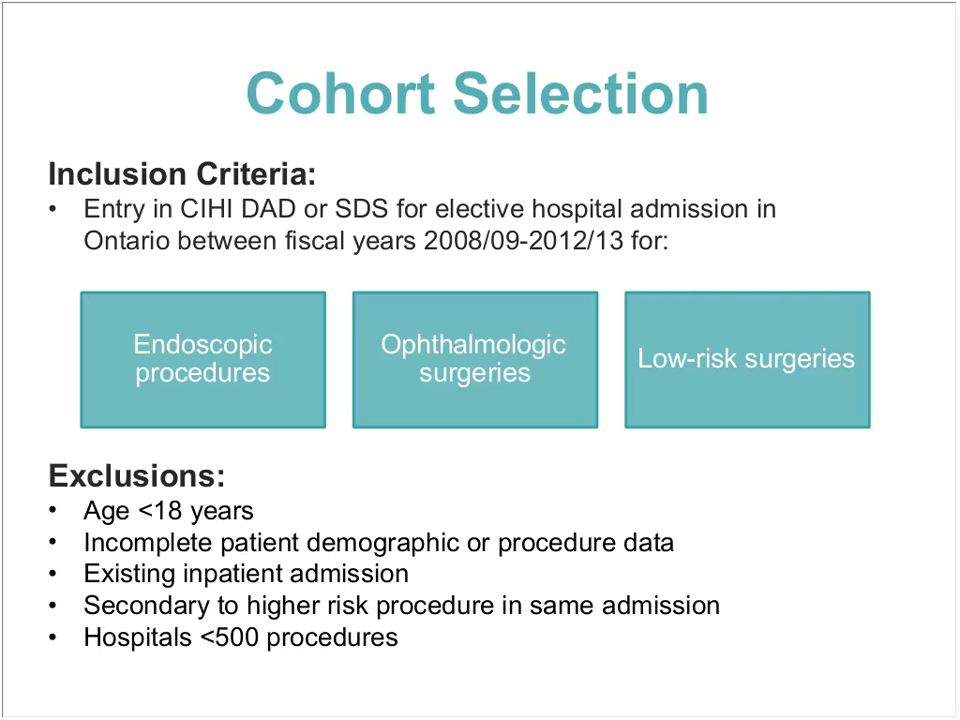 Cohort Selection
Inclusion Criteria:
• Entry in CIHI DAD or SDS for elective hospital admission in
Ontario between fiscal years 2008/09-2012/13 for:
Endoscopic
procedures
Ophthalmologic
surgeries
Low-risk surgeries
Exclusions:
• Age <18 years
• Incomplete patient demographic or procedure data
• Existing inpatient admission
• Secondary to higher risk procedure in same admission
• Hospitals <500 procedures